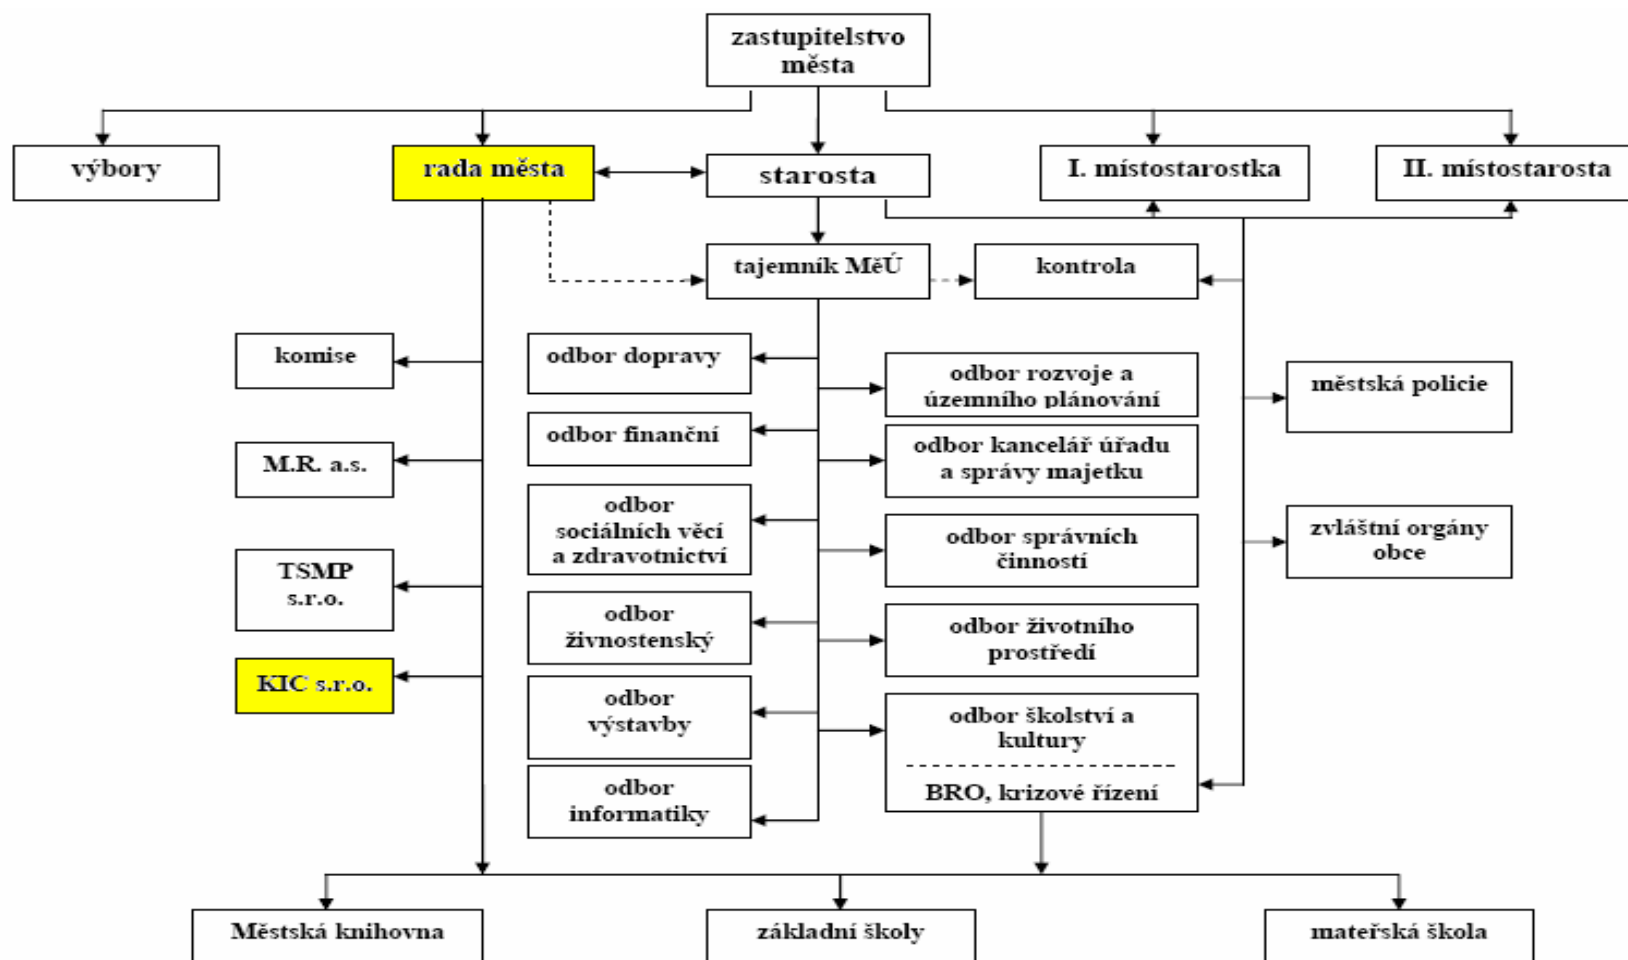 zastupitelstvo
města
výbory
rada města
starosta
I. místostarostka
II. místostarosta
tajemník MěÚ
kontrola
komise
M.R. a.s.
TSMP
s.r.o.
KIC s.r.o.
odbor dopravy
odbor finanční
odbor
sociálních věcí
a zdravotnictví
odbor
živnostenský
odbor
výstavby
odbor
informatiky
odbor rozvoje a
územního plánování
odbor kancelář úřadu
a správy majetku
odbor správních
činností
odbor životního
prostředí
odbor školství a
kultury
BRO, krizové řízení
městská policie
zvláštní orgány
obce
Městská knihovna
základní školy
mateřská škola